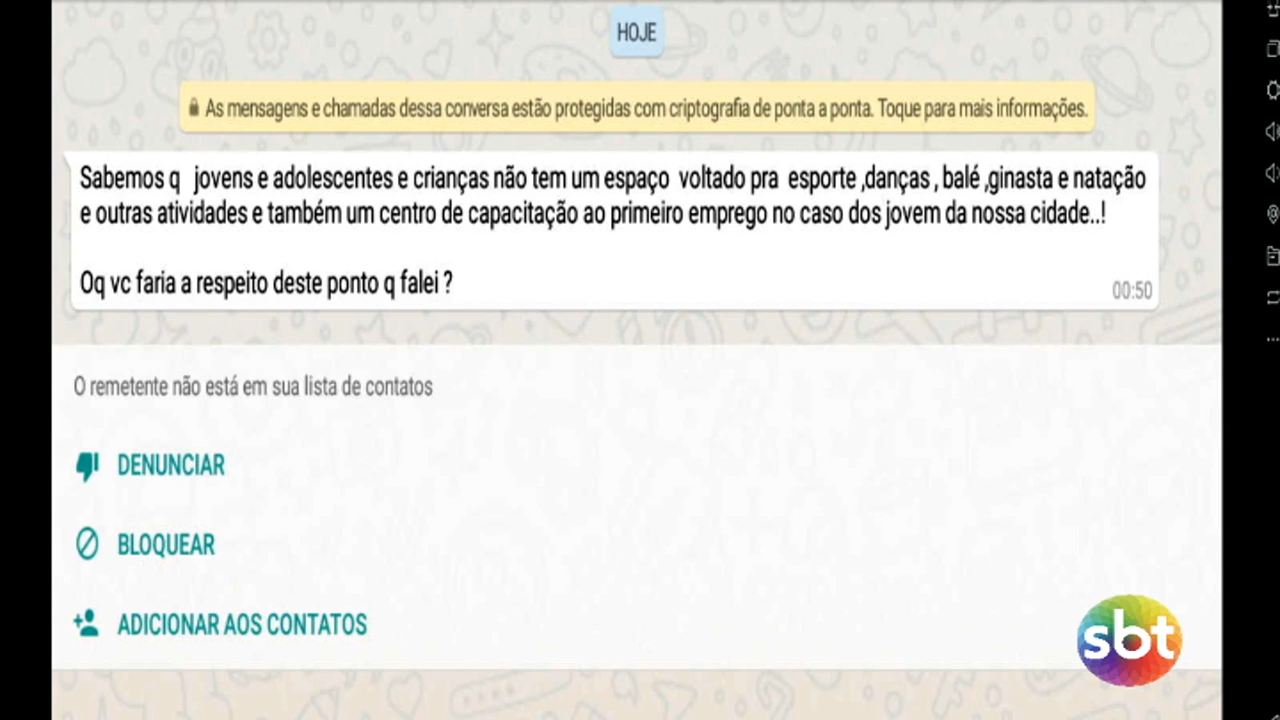 HOJE
As mensagens e chamadas dessa conversa estão protegidas com criptografia de ponta a ponta. Toque para mais informações.
Sabemos q jovens e adolescentes e crianças não tem um espaço voltado pra esporte ,danças , balé ,ginasta e natação
e outras atividades e também um centro de capacitação ao primeiro emprego no caso dos jovem da nossa cidade..!
Oq vc faria a respeito deste ponto q falei ?
00:50
O remetente não está em sua lista de contatos
DENUNCIAR
BLOQUEAR
ADICIONAR AOS CONTATOS
sbt